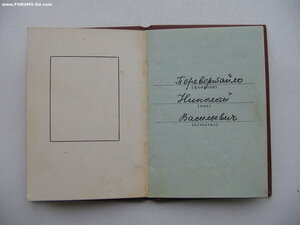 © www.FORUMS-SU.com
Перевертайло
(фамилия)
Николай
(имя)
Васильевич
(отчество)